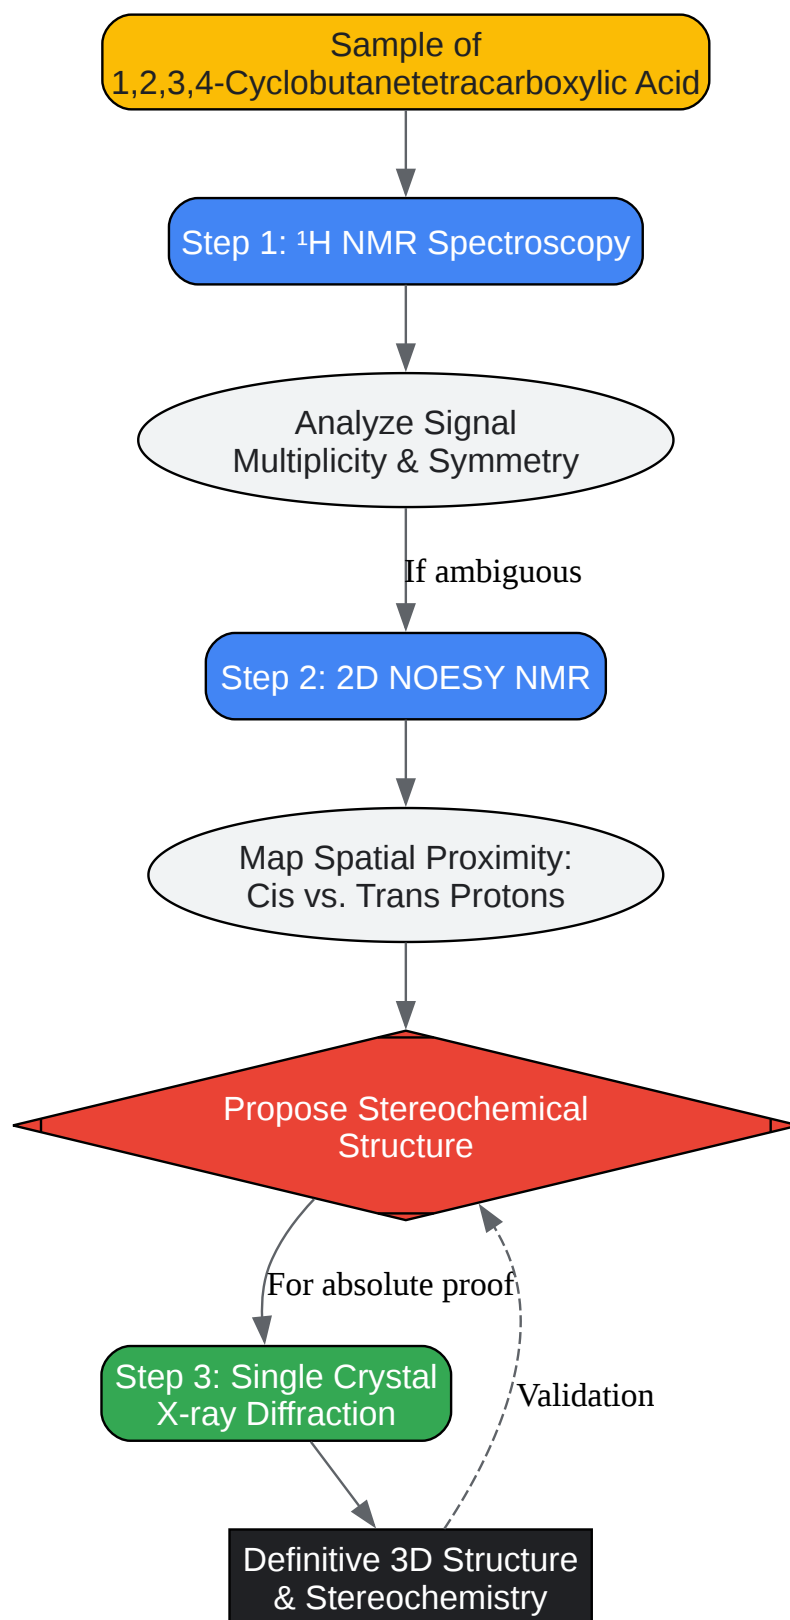 Sample of
1,2,3,4-Cyclobutanetetracarboxylic Acid
Step 1: ¹H NMR Spectroscopy
Analyze Signal
Multiplicity & Symmetry
If ambiguous
Step 2: 2D NOESY NMR
Map Spatial Proximity:
Cis vs. Trans Protons
Propose Stereochemical
Structure
For absolute proof
Step 3: Single Crystal
X-ray Diffraction
Validation
Definitive 3D Structure
& Stereochemistry